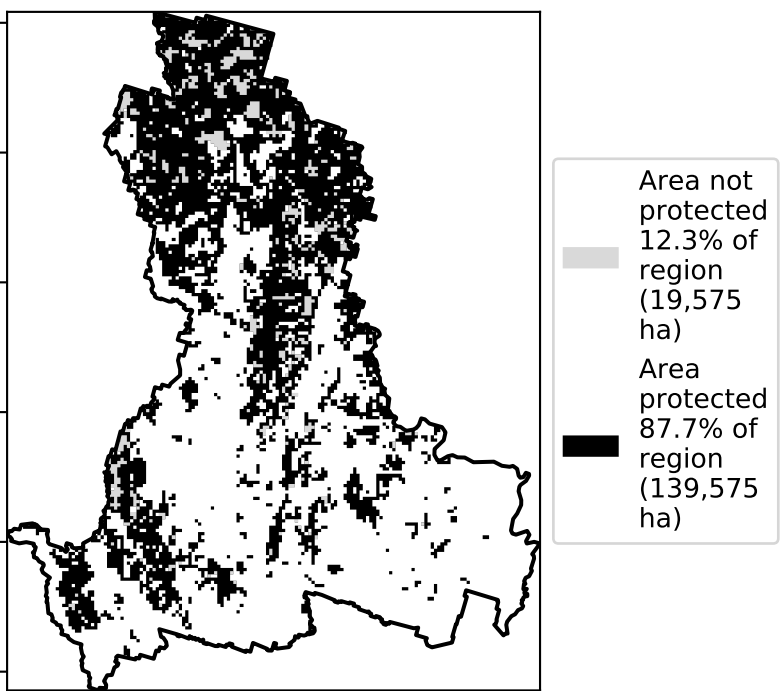 Area not
protected
12.3% of
region
(19,575
ha)
Area
protected
87.7% of
region
(139,575
ha)